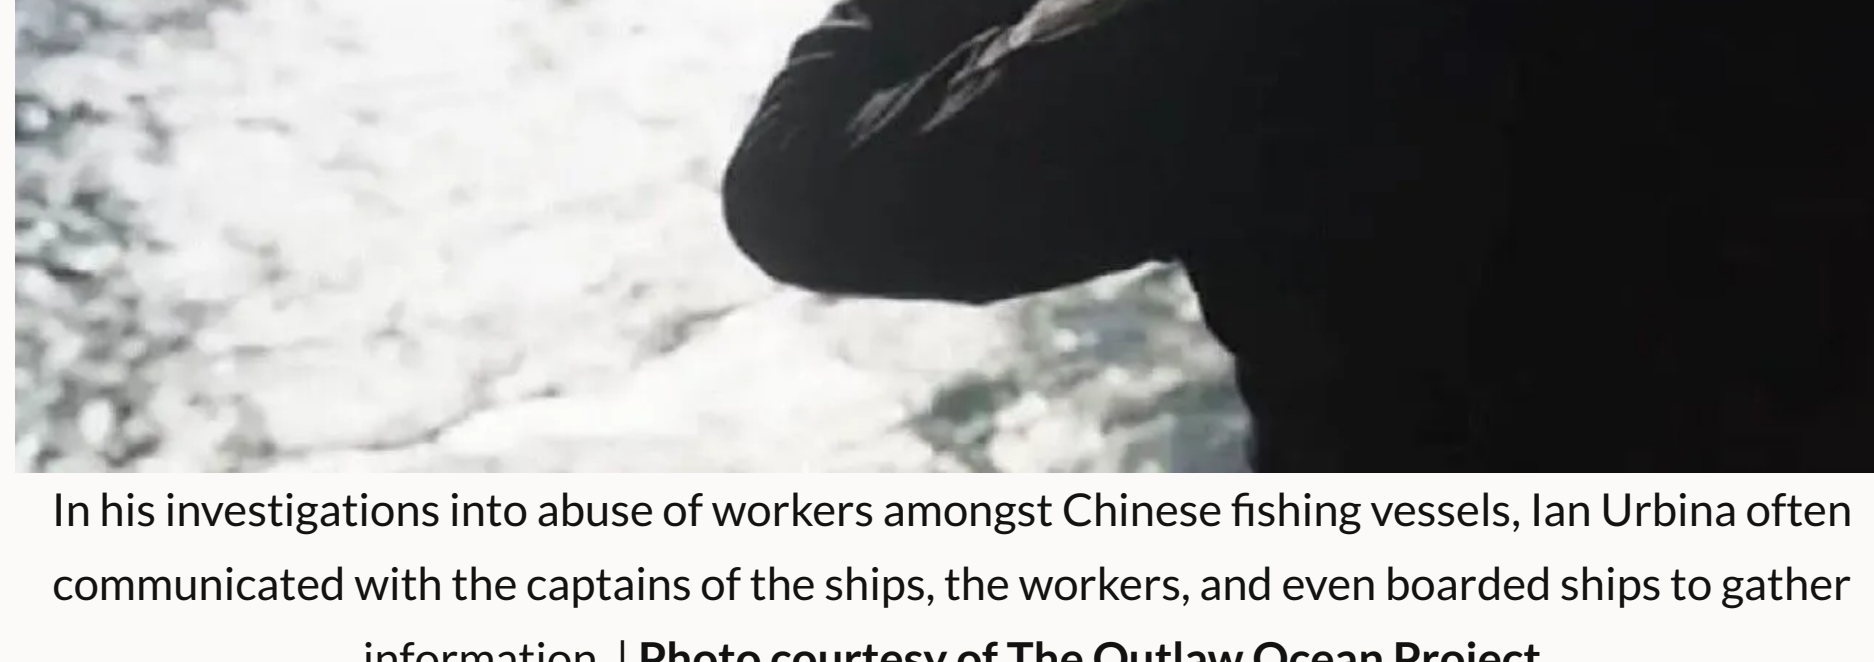 In his investigations into abuse of workers amongst Chinese fishing vessels, Ian Urbina often
communicated with the captains of the ships, the workers, and even boarded ships to gather
information. | Photo courtesy of The Outlaw Ocean Project